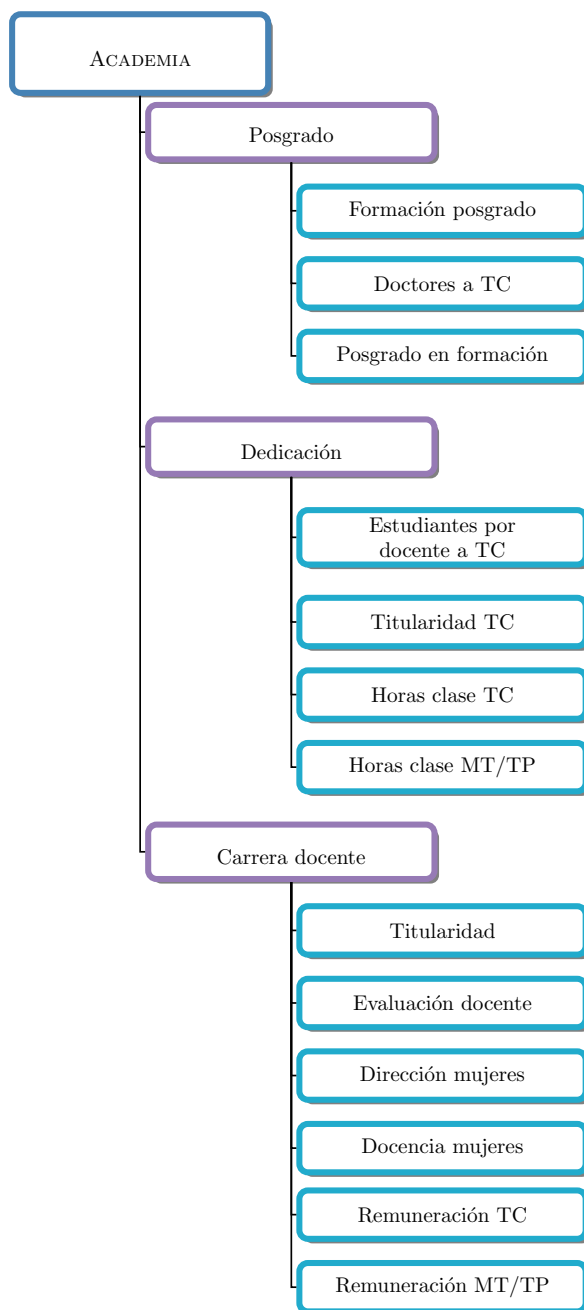 ACADEMIA
Posgrado
Formación posgrado
Doctores a TC
Posgrado en formación
Dedicación
Estudiantes por
docente a TC
Titularidad TC
Horas clase TC
Horas clase MT/TP
Carrera docente
Titularidad
Evaluación docente
Dirección mujeres
Docencia mujeres
Remuneración TC
Remuneración MT/TP